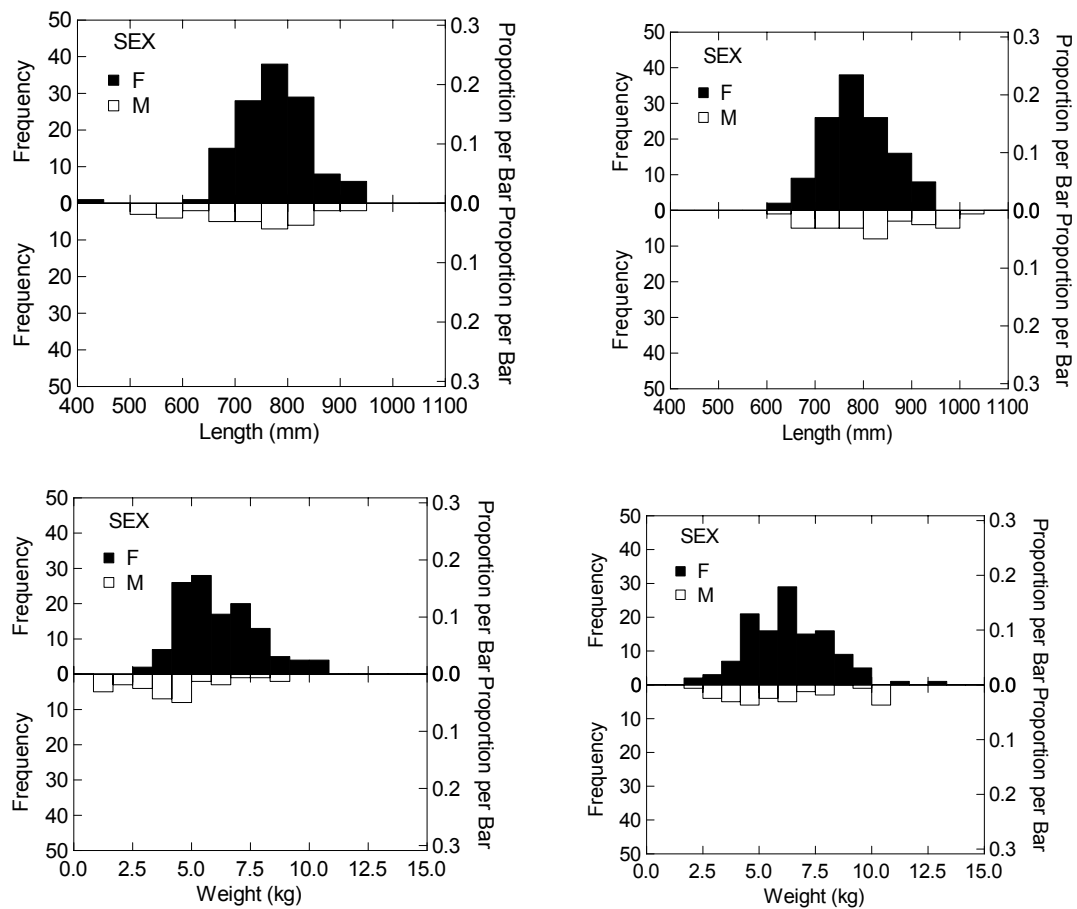 50
40
30
20
10
0
10
20
30
40
50
Frequency
Frequency
SEX
F
M
0.3
0.2
0.1
0.0
0.1
0.2
0.3
Proportion per Bar
Proportion per Bar
400 500 600 700 800 900 1000 1100
Length (mm)
50
40
30
20
10
0
10
20
30
40
50
Frequency
Frequency
SEX
F
M
0.3
0.2
0.1
0.0
0.1
0.2
0.3
Proportion per Bar
Proportion per Bar
400 500 600 700 800 900 1000 1100
Length (mm)
50
40
30
20
10
0
10
20
30
40
50
Frequency
Frequency
SEX
F
M
0.3
0.2
0.1
0.0
0.1
0.2
0.3
Proportion per Bar
Proportion per Bar
0.0 2.5 5.0 7.5 10.0 12.5 15.0
Weight (kg)
50
40
30
20
10
0
10
20
30
40
50
Frequency
Frequency
SEX
F
M
0.3
0.2
0.1
0.0
0.1
0.2
0.3
Proportion per Bar
Proportion per Bar
0.0 2.5 5.0 7.5 10.0 12.5 15.0
Weight (kg)